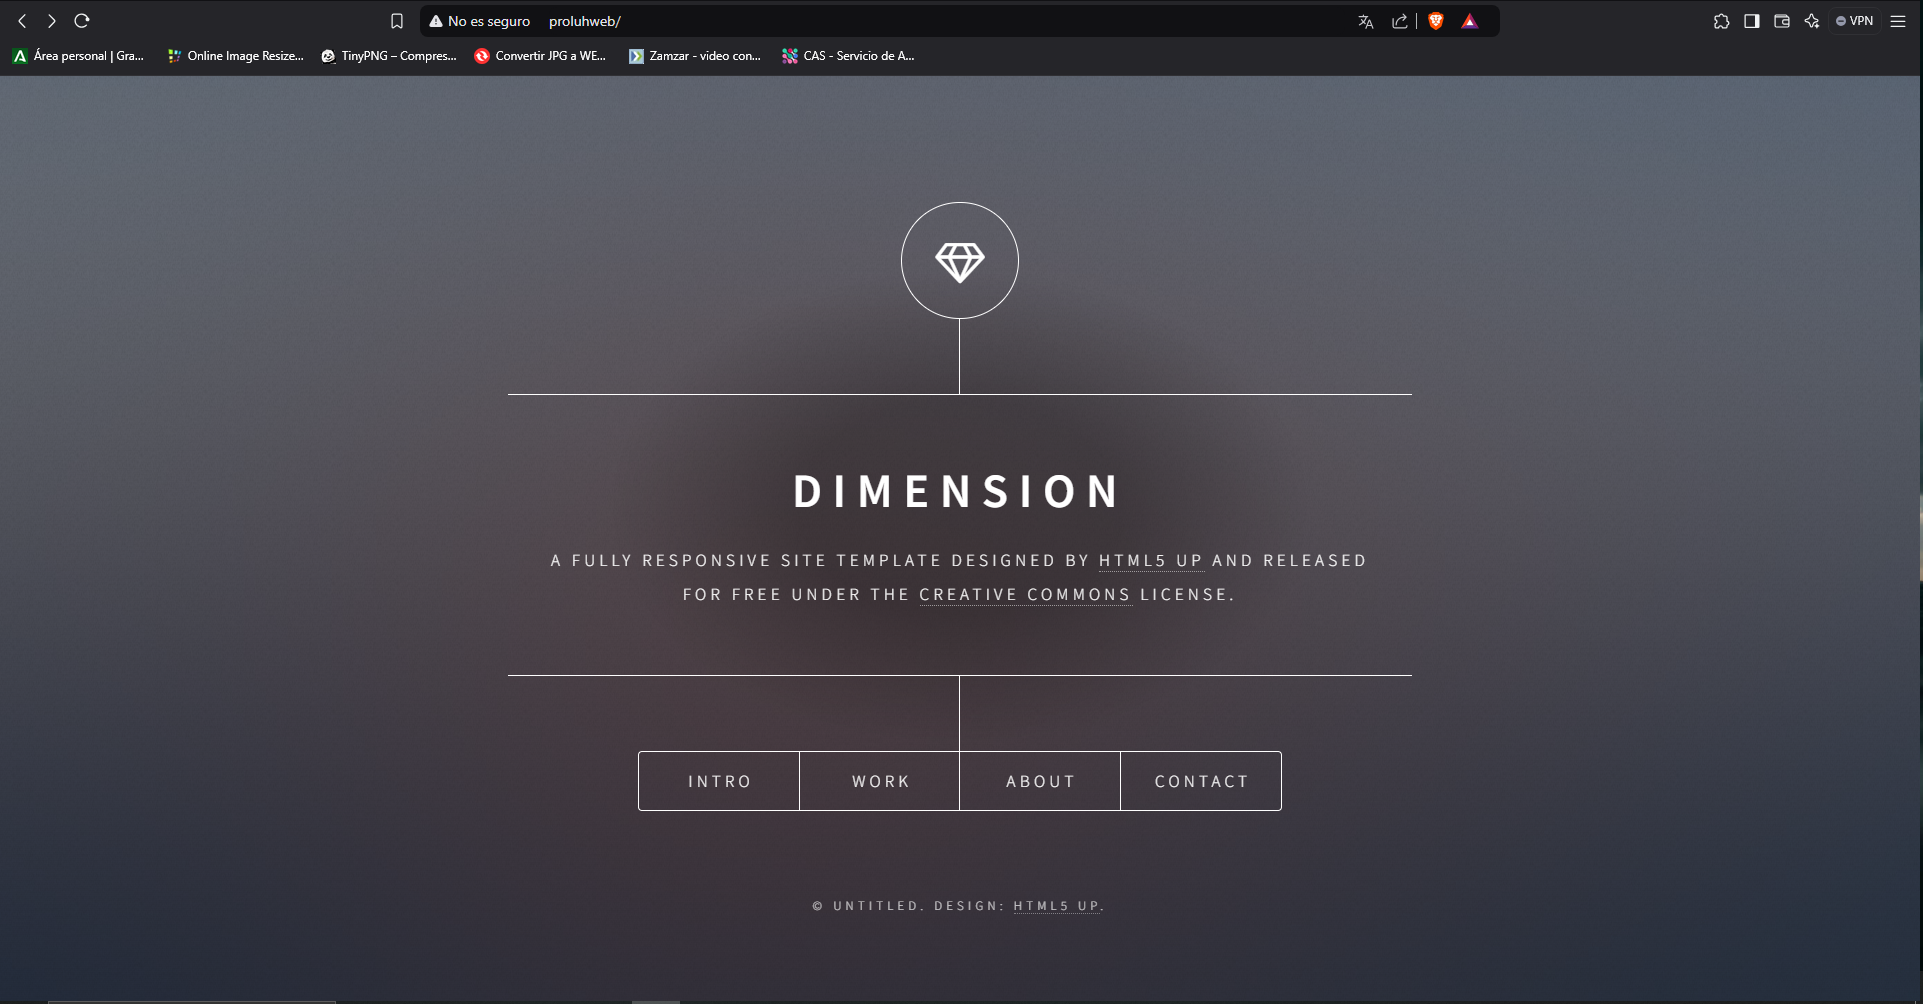 No es seguro proluhweb/
VPN
Área personal | Gra...
Online Image Resize...
TinyPNG – Compres...
Convertir JPG a WE...
Zamzar - video con...
CAS - Servicio de A...
DIMENSION
A FULLY RESPONSIVE SITE TEMPLATE DESIGNED BY HTML5 UP AND RELEASED
FOR FREE UNDER THE CREATIVE COMMONS LICENSE.
INTRO
WORK
ABOUT
CONTACT
© UNTITLED. DESIGN: HTML5 UP.